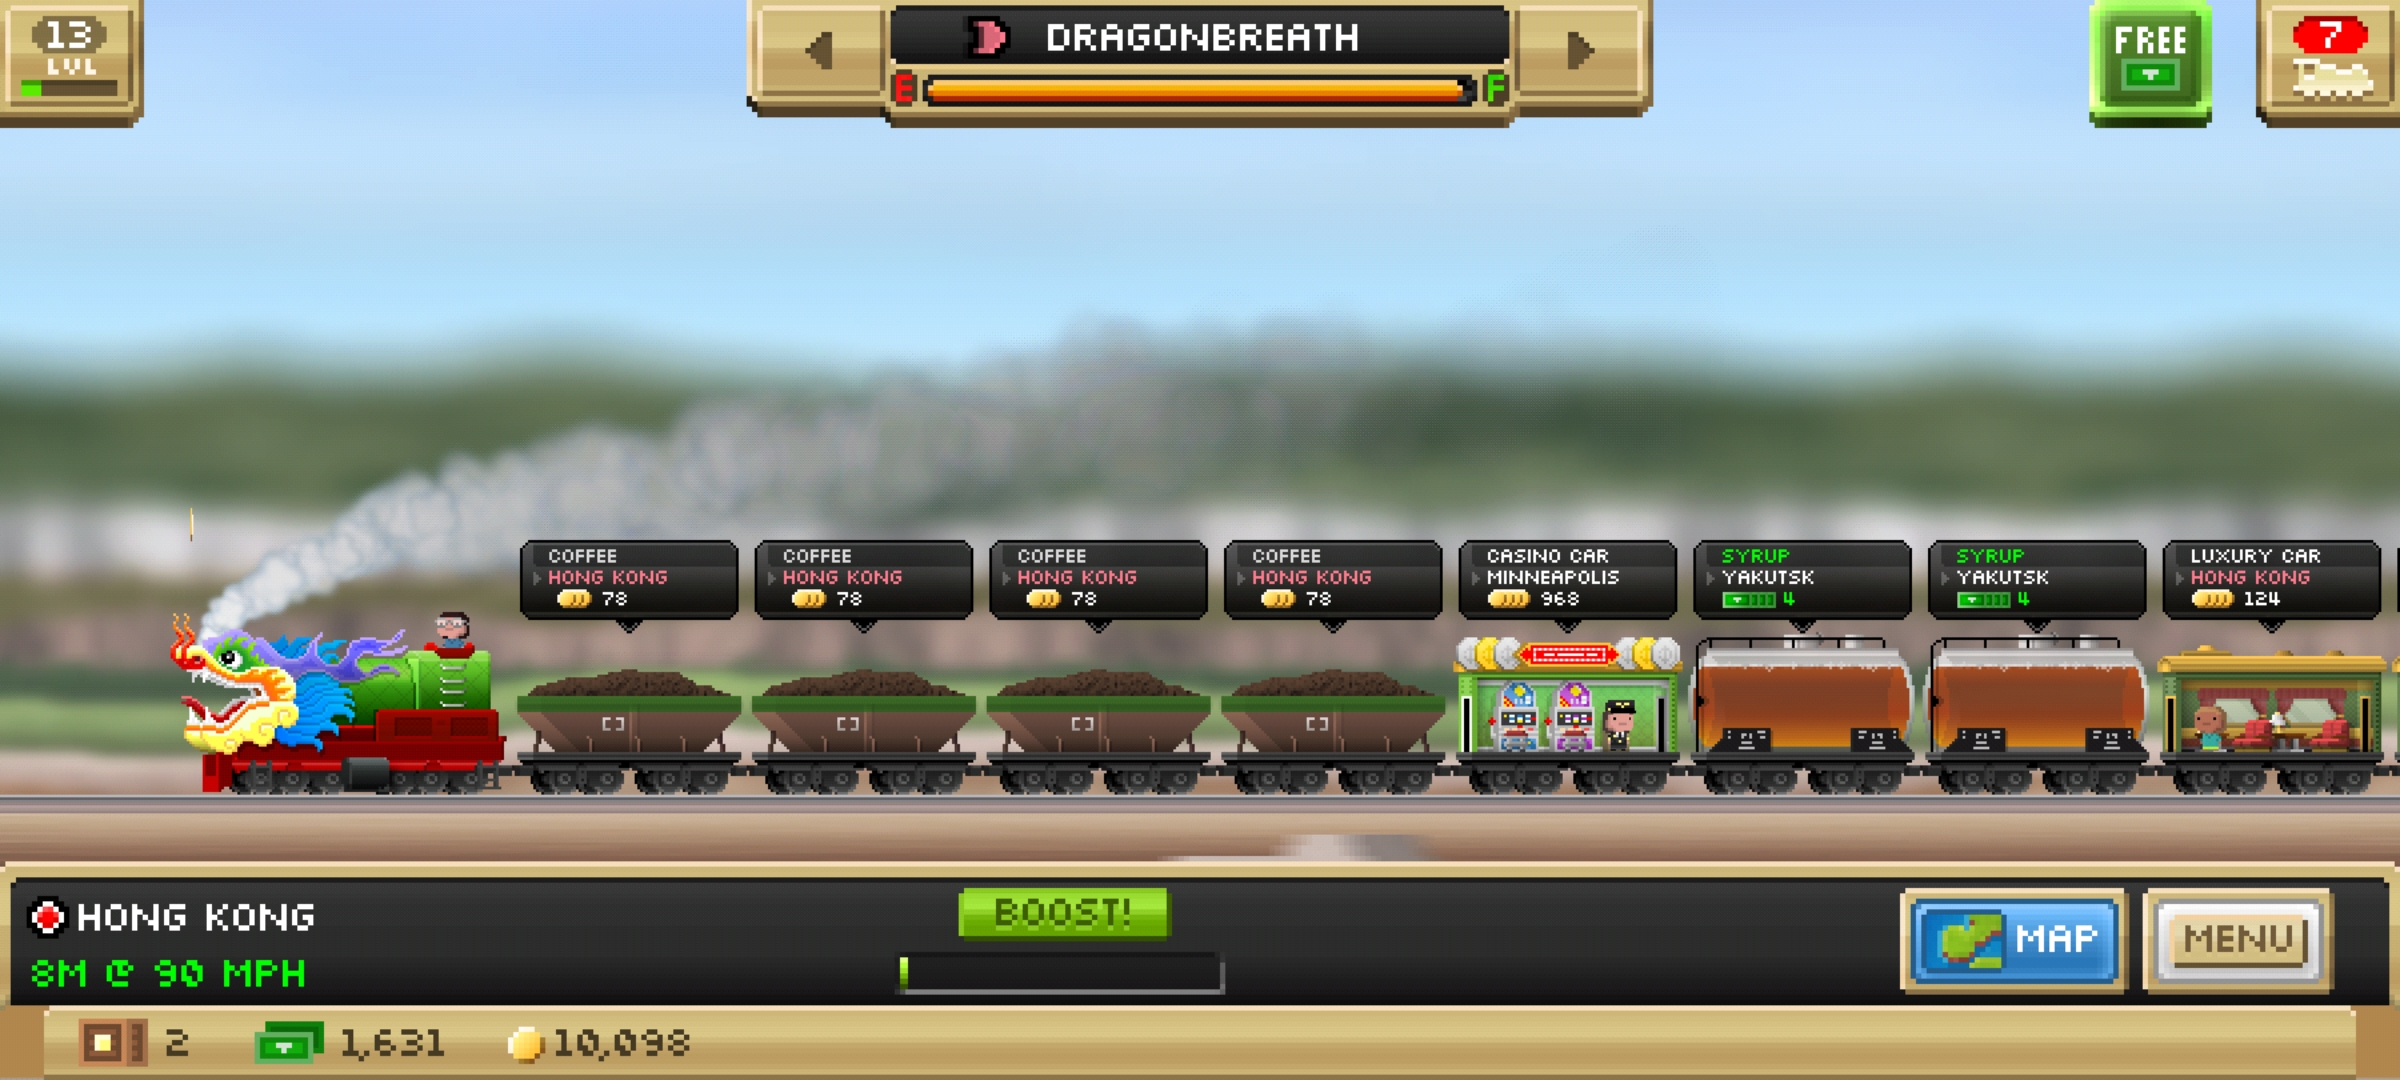 13
LVL
DRAGONBREATH
E
F
FREE
7
COFFEE
HONG KONG
78
COFFEE
HONG KONG
78
COFFEE
HONG KONG
78
COFFEE
HONG KONG
78
CASINO CAR
MINNEAPOLIS
968
SYRUP
YAKUTSK
4
SYRUP
YAKUTSK
4
LUXURY CAR
HONG KONG
124
HONG KONG
8M @ 90 MPH
BOOST!
MAP
MENU
2
1,631
10,098